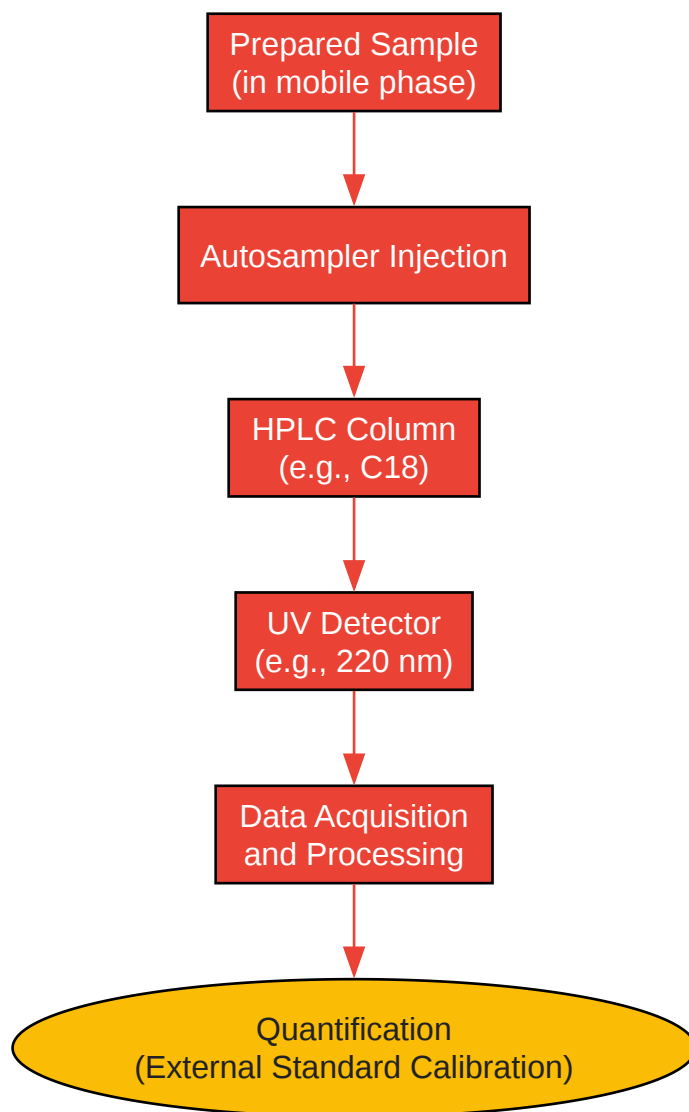 Prepared Sample
(in mobile phase)
Autosampler Injection
HPLC Column
(e.g., C18)
UV Detector
(e.g., 220 nm)
Data Acquisition
and Processing
Quantification
(External Standard Calibration)